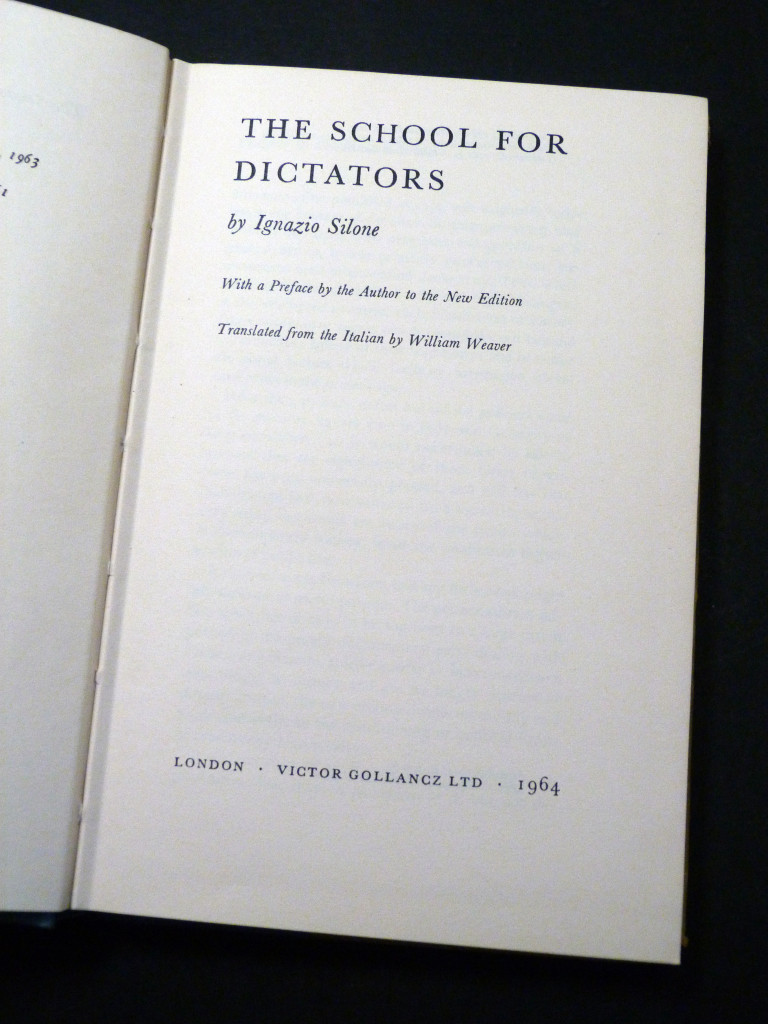 1963
THE SCHOOL FOR
DICTATORS
by Ignazio Silone
With a Preface by the Author to the New Edition
Translated from the Italian by William Weaver
LONDON · VICTOR GOLLANCZ LTD · 1964